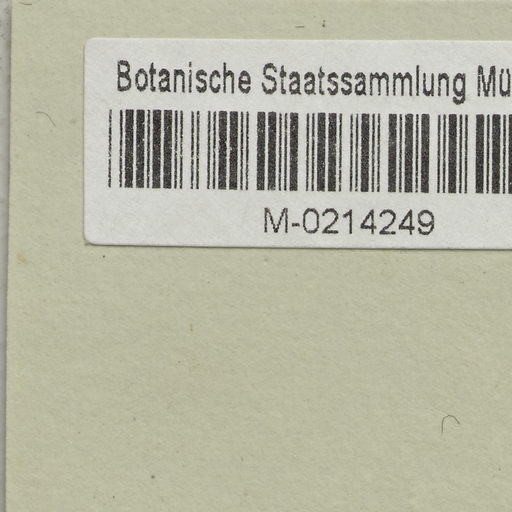 Botanische Staatssammlung Mü
M-0214249